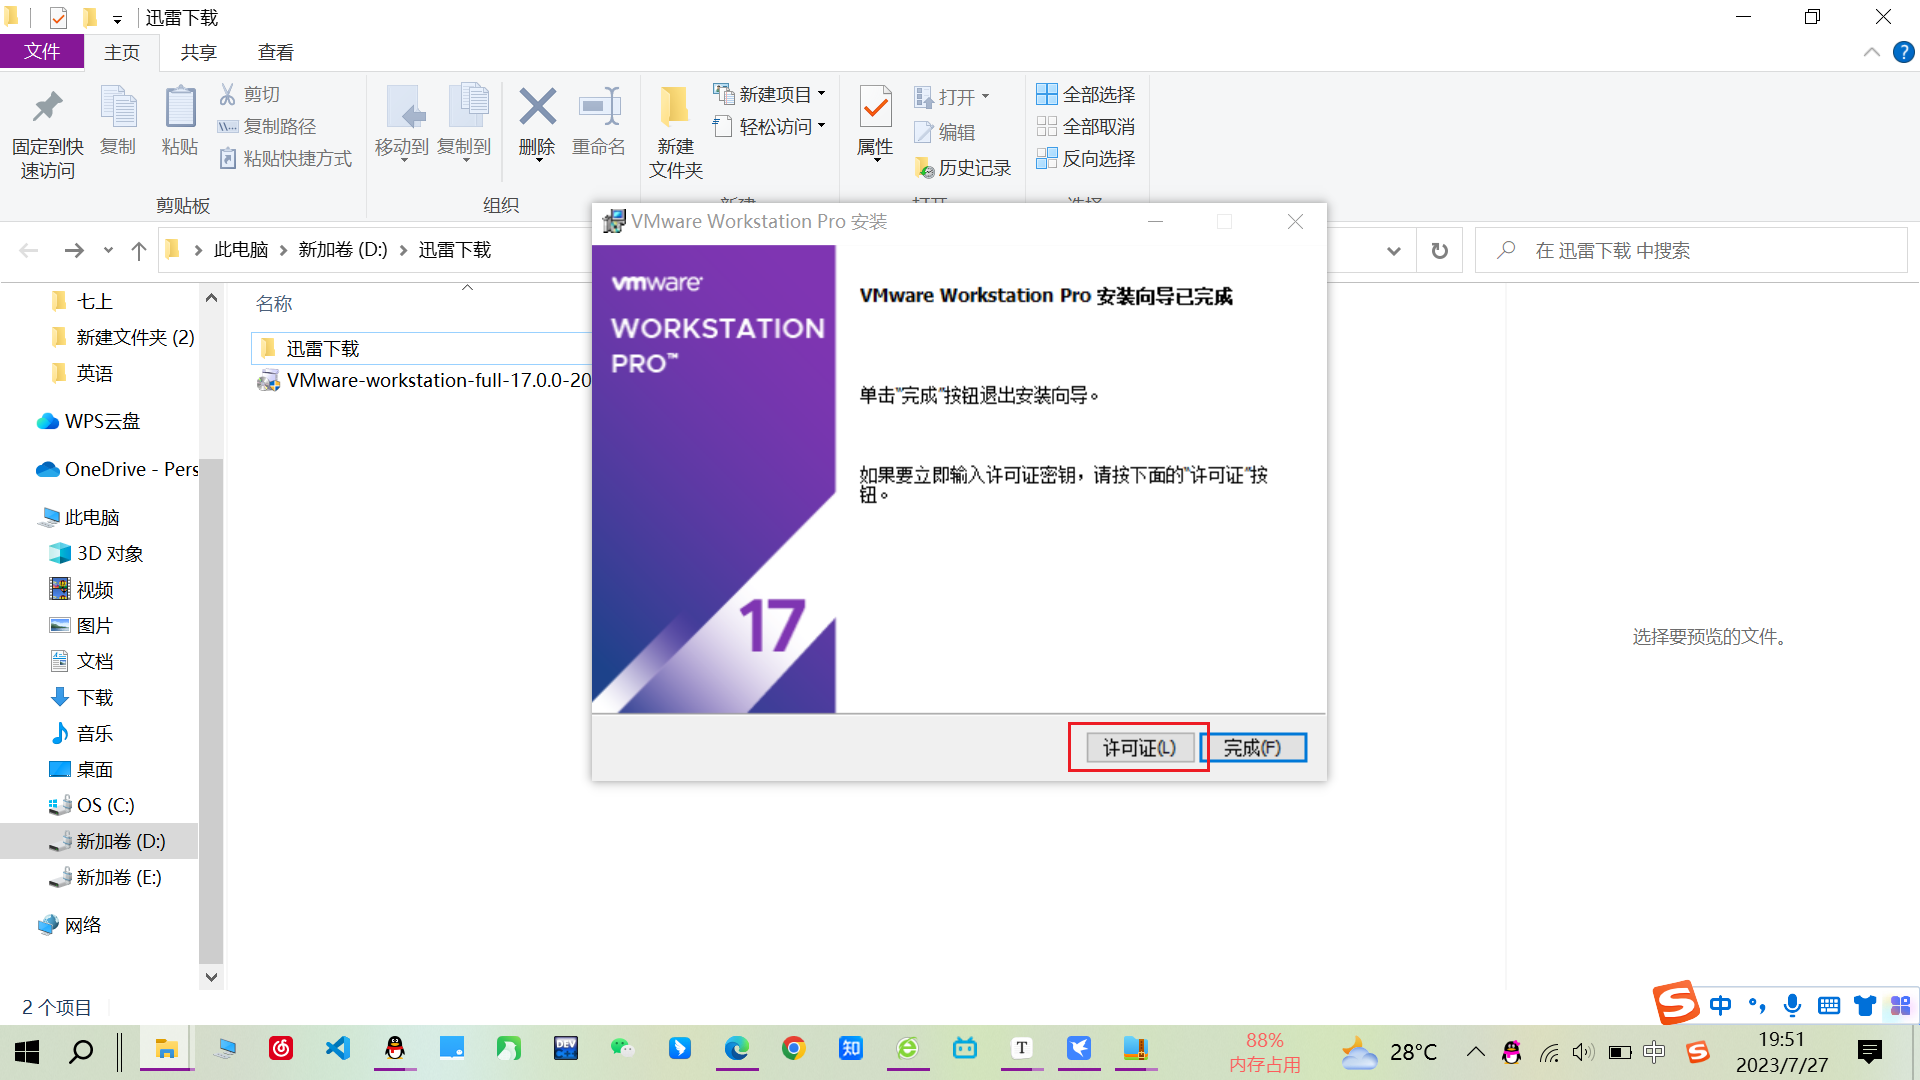 迅雷下载
文件 主页 共享 查看
固定到快
速访问
复制
粘贴
剪切
复制路径
粘贴快捷方式
剪贴板
移动到
复制到
删除
重命名
组织
新建
文件夹
新建项目
轻松访问
新建
属性
打开
编辑
历史记录
打开
全部选择
全部取消
反向选择
选择
此电脑 新加卷 (D:) 迅雷下载
在 迅雷下载 中搜索
七上
新建文件夹 (2)
英语
WPS云盘
OneDrive - Pers
此电脑
3D 对象
视频
图片
文档
下载
音乐
桌面
OS (C:)
新加卷 (D:)
新加卷 (E:)
网络
名称
迅雷下载
VMware-workstation-full-17.0.0-20
VMware Workstation Pro 安装
vmware
WORKSTATION
PRO™
17
VMware Workstation Pro 安装向导已完成
单击“完成”按钮退出安装向导。
如果要立即输入许可证密钥，请按下面的“许可证”按
钮。
许可证(L) 完成(F)
选择要预览的文件。
2 个项目
S 中
DEV
知
T
88%
内存占用
28°C
中
S
19:51
2023/7/27